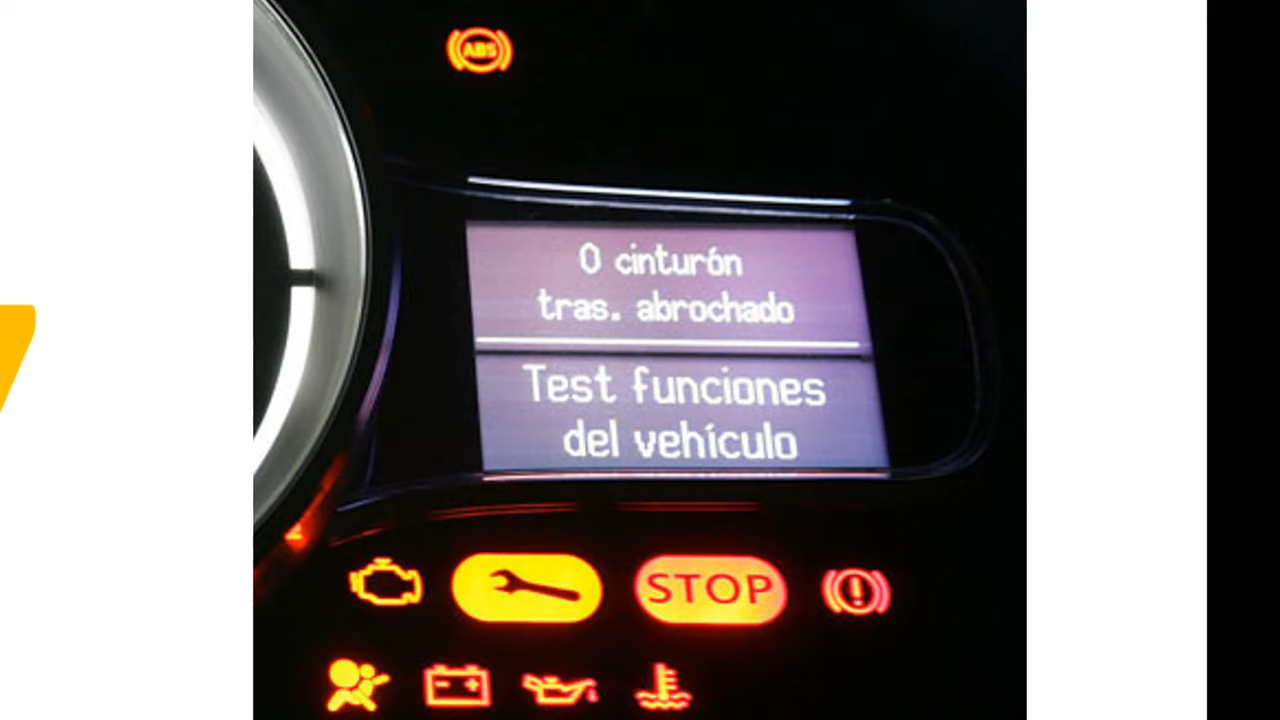 ABS
0 cinturón
tras. abrochado
Test funciones
del vehículo
STOP